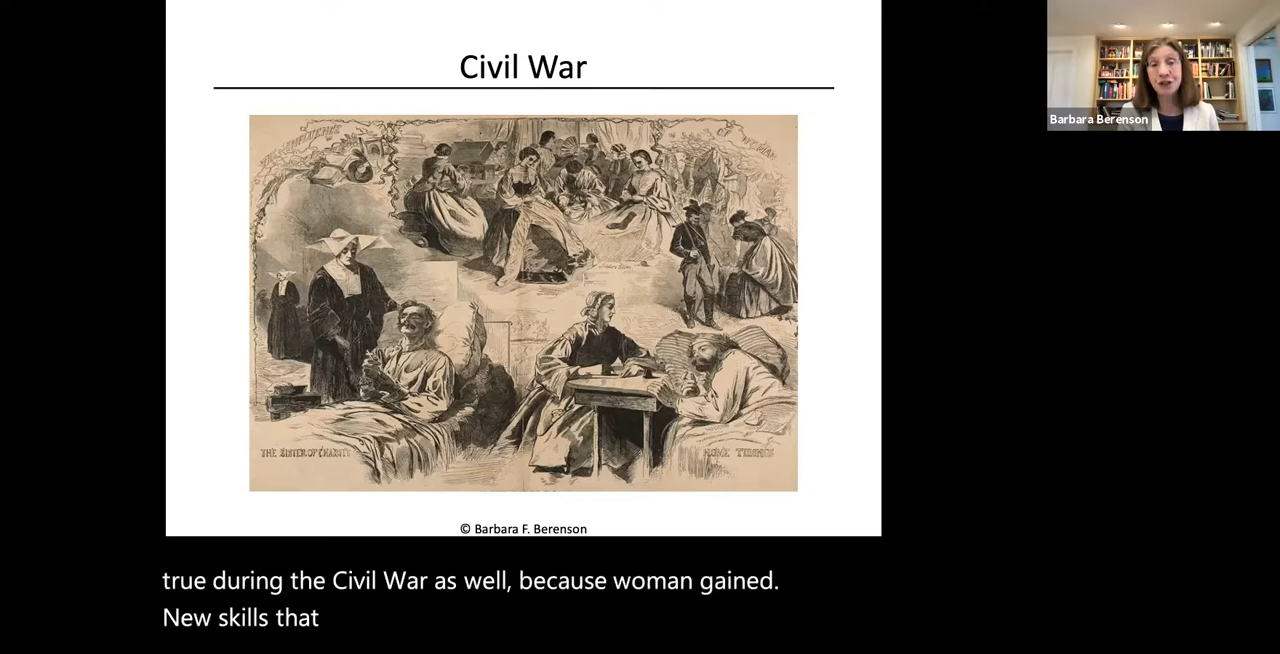 Civil War
THE SISTER OF CHARITY
HOME TIDINGS
© Barbara F. Berenson
Barbara Berenson
true during the Civil War as well, because woman gained.
New skills that